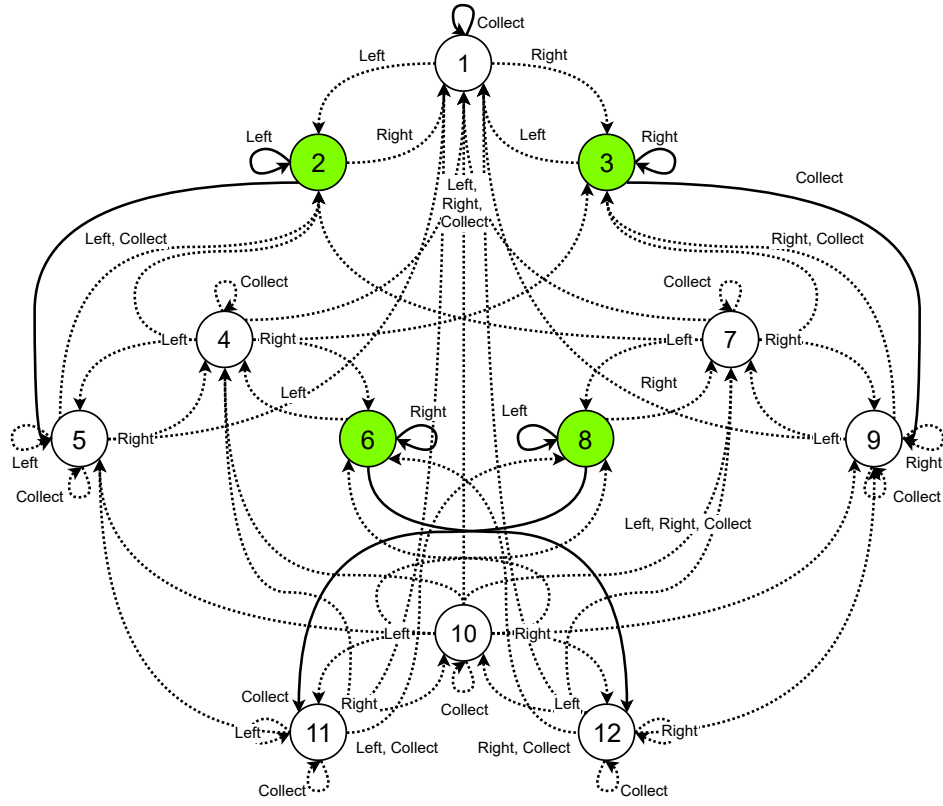 Collect
1
Left
Right
Left
Right
Left
Right
2
3
Collect
Left,
Right,
Collect
Left, Collect
Right, Collect
Collect
Collect
4
7
Left
Right
Left
Right
Left
Right
Right
Left
5
Right
6
8
Left
9
Left
Right
Collect
Collect
Left, Right, Collect
10
Left
Right
Collect
Right
Collect
Left
Left
11
12
Right
Left, Collect
Right, Collect
Collect
Collect